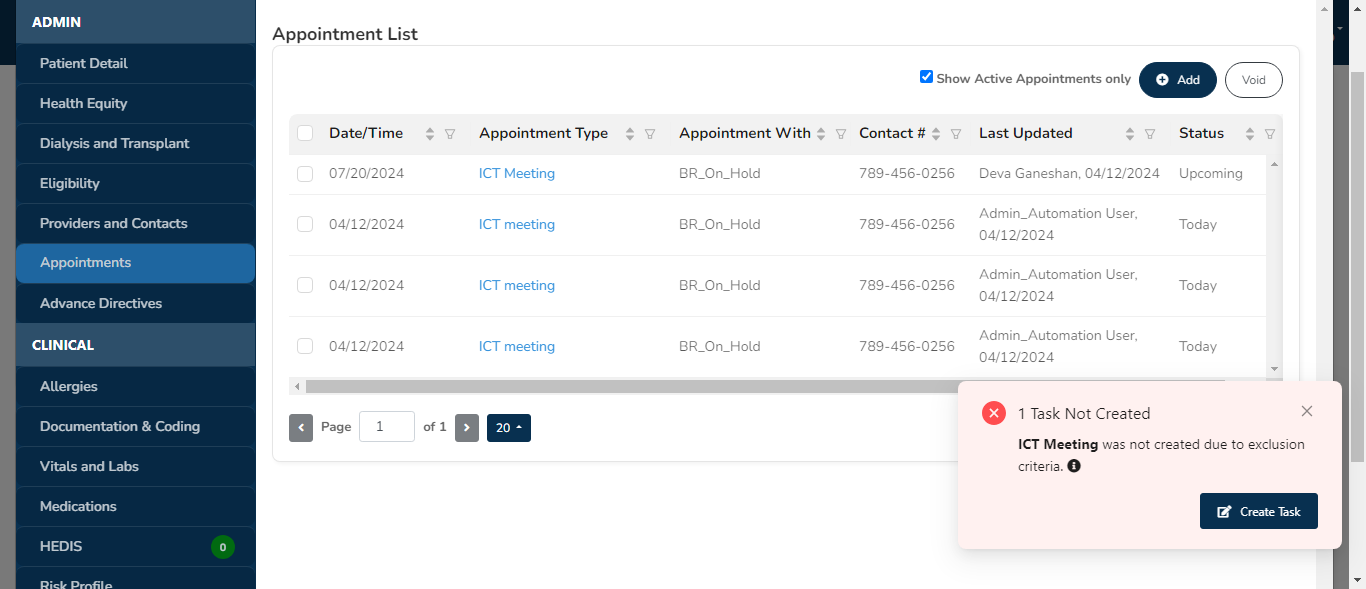 ADMIN
Patient Detail
Health Equity
Dialysis and Transplant
Eligibility
Providers and Contacts
Appointments
Advance Directives
CLINICAL
Allergies
Documentation & Coding
Vitals and Labs
Medications
HEDIS 0
Risk Profile
Appointment List
Show Active Appointments only Add Void
Date/Time Appointment Type Appointment With Contact # Last Updated Status
07/20/2024 ICT Meeting BR_On_Hold 789-456-0256 Deva Ganeshan, 04/12/2024 Upcoming
04/12/2024 ICT meeting BR_On_Hold 789-456-0256 Admin_Automation User, Today
04/12/2024
04/12/2024 ICT meeting BR_On_Hold 789-456-0256 Admin_Automation User, Today
04/12/2024
04/12/2024 ICT meeting BR_On_Hold 789-456-0256 Admin_Automation User, Today
04/12/2024
Page 1 of 1 20
1 Task Not Created
ICT Meeting was not created due to exclusion
criteria.
Create Task